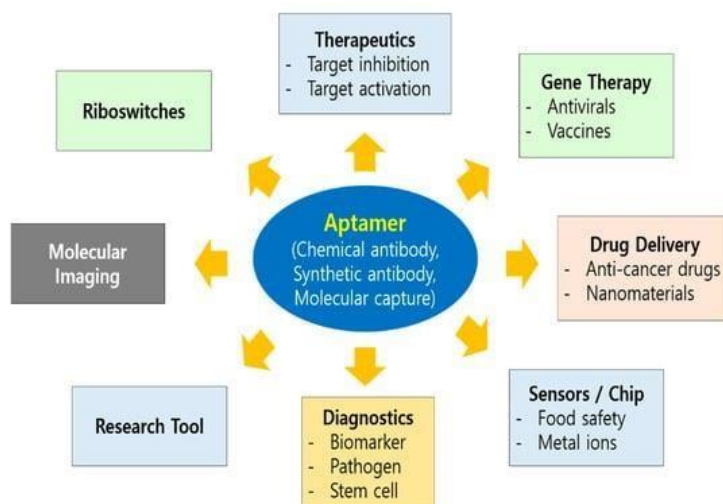 Therapeutics
- Target inhibition
- Target activation
Gene Therapy
- Antivirals
- Vaccines
Riboswitches
Aptamer
(Chemical antibody,
Synthetic antibody,
Molecular capture)
Molecular
Imaging
Drug Delivery
- Anti-cancer drugs
- Nanomaterials
Research Tool
Diagnostics
- Biomarker
- Pathogen
- Stem cell
Sensors / Chip
- Food safety
- Metal ions